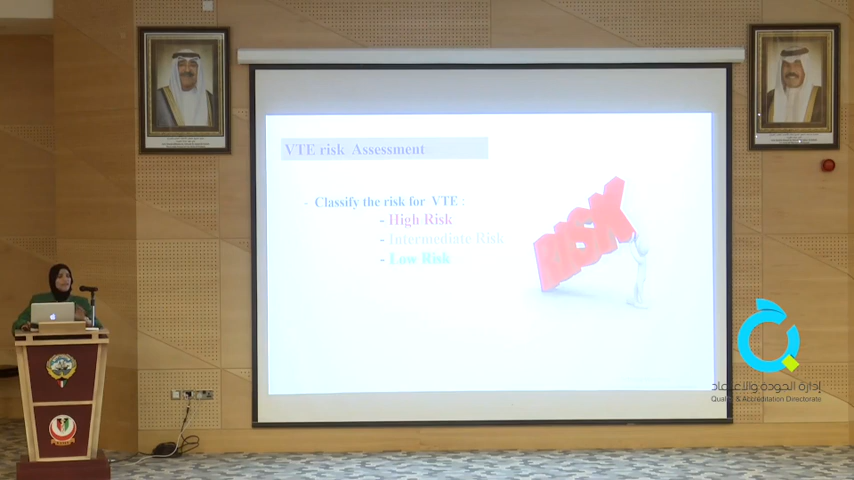 VTE risk Assessment:
- Classify the risk for VTE :
- High Risk
- Intermediate Risk
- Low Risk
RISK
إدارة الجودة والاعتماد
Quality & Accreditation Directorate